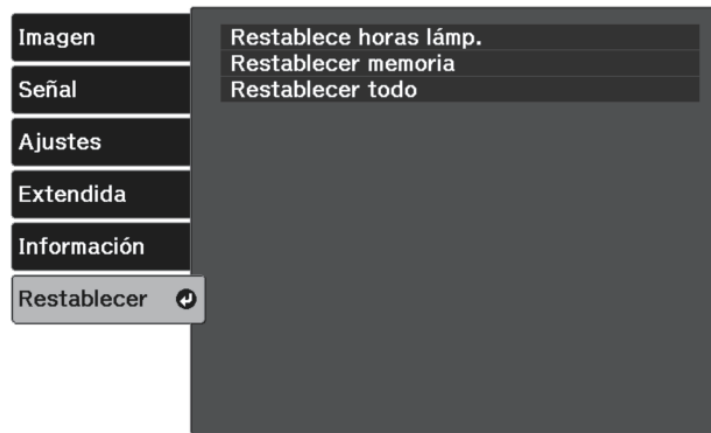 Imagen
Señal
Ajustes
Extendida
Información
Restablecer
Restablece horas lámp.
Restablecer memoria
Restablecer todo